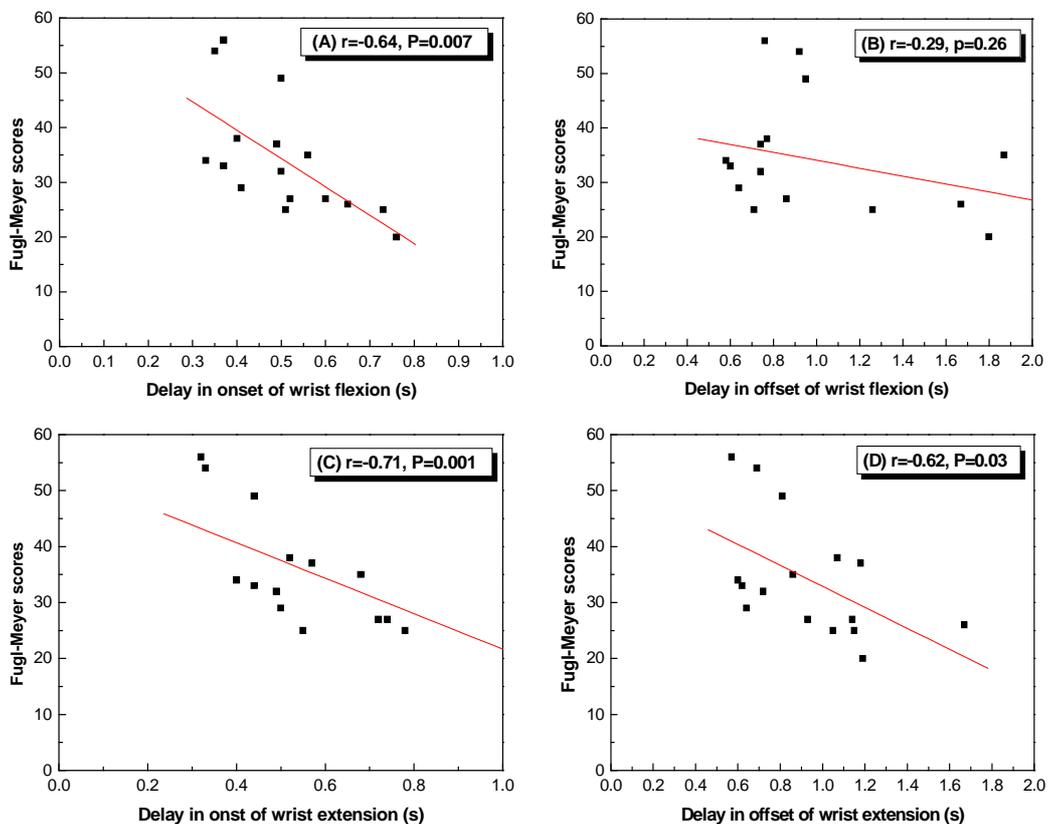 (A) r=-0.64, P=0.007
60
50
40
30
20
10
0
Fugl-Meyer scores
0.0 0.1 0.2 0.3 0.4 0.5 0.6 0.7 0.8 0.9 1.0
Delay in onset of wrist flexion (s)
(B) r=-0.29, p=0.26
60
50
40
30
20
10
0
Fugl-Meyer scores
0.0 0.2 0.4 0.6 0.8 1.0 1.2 1.4 1.6 1.8 2.0
Delay in offset of wrist flexion (s)
(C) r=-0.71, P=0.001
60
50
40
30
20
10
0
Fugl-Meyer scores
0.0 0.2 0.4 0.6 0.8 1.0
Delay in onst of wrist extension (s)
(D) r=-0.62, P=0.03
60
50
40
30
20
10
0
Fugl-Meyer scores
0.0 0.2 0.4 0.6 0.8 1.0 1.2 1.4 1.6 1.8 2.0
Delay in offset of wrist extension (s)